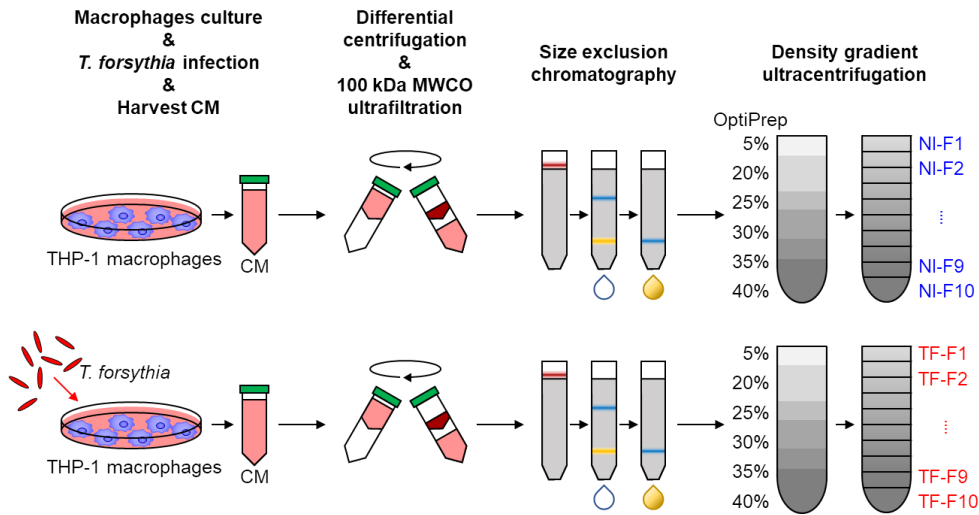 Macrophages culture
&
T. forsythia infection
&
Harvest CM
Differential
centrifugation
&
100 kDa MWCO
ultrafiltration
Size exclusion
chromatography
Density gradient
ultracentrifugation
THP-1 macrophages
CM
OptiPrep
5%
20%
25%
30%
35%
40%
NI-F1
NI-F2
...
NI-F9
NI-F10
T. forsythia
THP-1 macrophages
CM
5%
20%
25%
30%
35%
40%
TF-F1
TF-F2
...
TF-F9
TF-F10